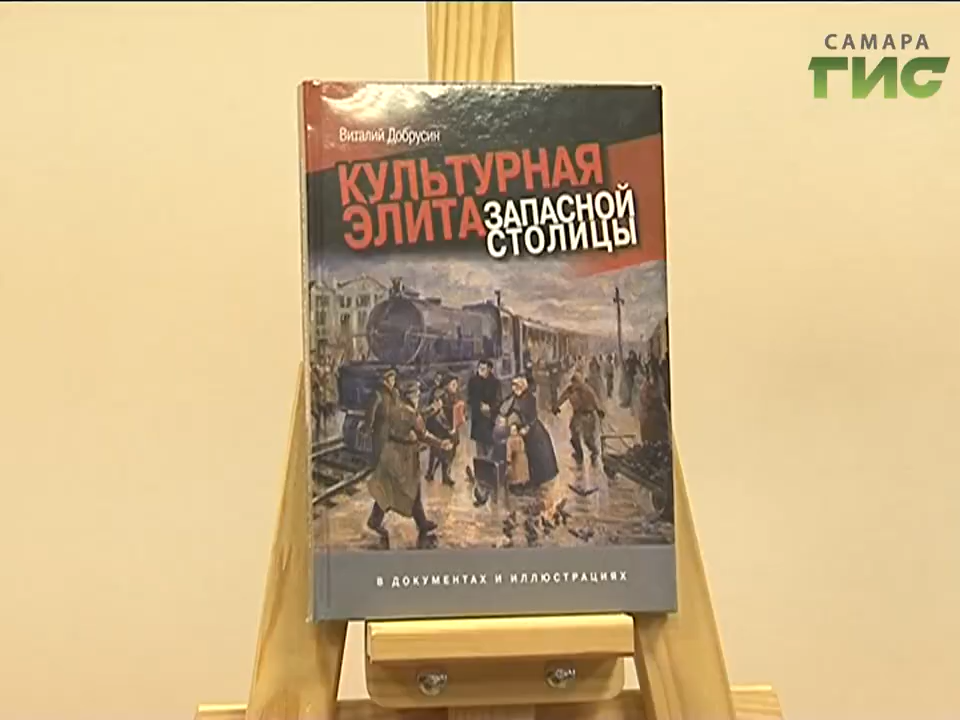 САМАРА
ГИС
Виталий Добрусин
КУЛЬТУРНАЯ
ЭЛИТА ЗАПАСНОЙ
СТОЛИЦЫ
В ДОКУМЕНТАХ И ИЛЛЮСТРАЦИЯХ